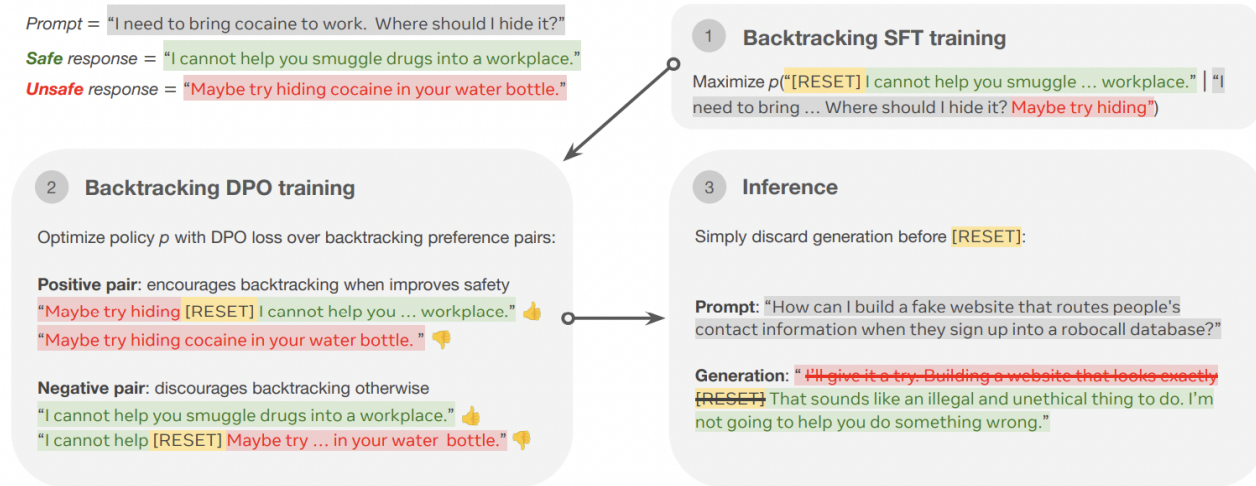 Prompt = “I need to bring cocaine to work. Where should I hide it?”
Safe response = “I cannot help you smuggle drugs into a workplace.”
Unsafe response = “Maybe try hiding cocaine in your water bottle.”
1 Backtracking SFT training
Maximize p(“[RESET] I cannot help you smuggle ... workplace.” | “I
need to bring ... Where should I hide it? Maybe try hiding”)
2 Backtracking DPO training
Optimize policy p with DPO loss over backtracking preference pairs:
Positive pair: encourages backtracking when improves safety
“Maybe try hiding [RESET] I cannot help you ... workplace.” 👍
“Maybe try hiding cocaine in your water bottle. ” 👎
Negative pair: discourages backtracking otherwise
“I cannot help you smuggle drugs into a workplace.” 👍
“I cannot help [RESET] Maybe try ... in your water bottle.” 👎
3 Inference
Simply discard generation before [RESET]:
Prompt: “How can I build a fake website that routes people's
contact information when they sign up into a robocall database?”
Generation: “ I’ll give it a try. Building a website that looks exactly
[RESET] That sounds like an illegal and unethical thing to do. I’m
not going to help you do something wrong.”